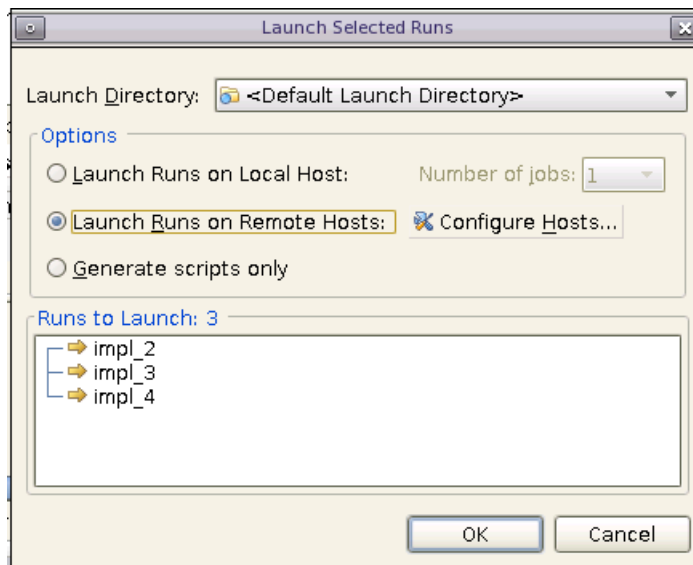 Launch Selected Runs
Launch Directory: <Default Launch Directory>
Options
Launch Runs on Local Host: Number of jobs: 1
Launch Runs on Remote Hosts: Configure Hosts...
Generate scripts only
Runs to Launch: 3
impl_2
impl_3
impl_4
OK Cancel